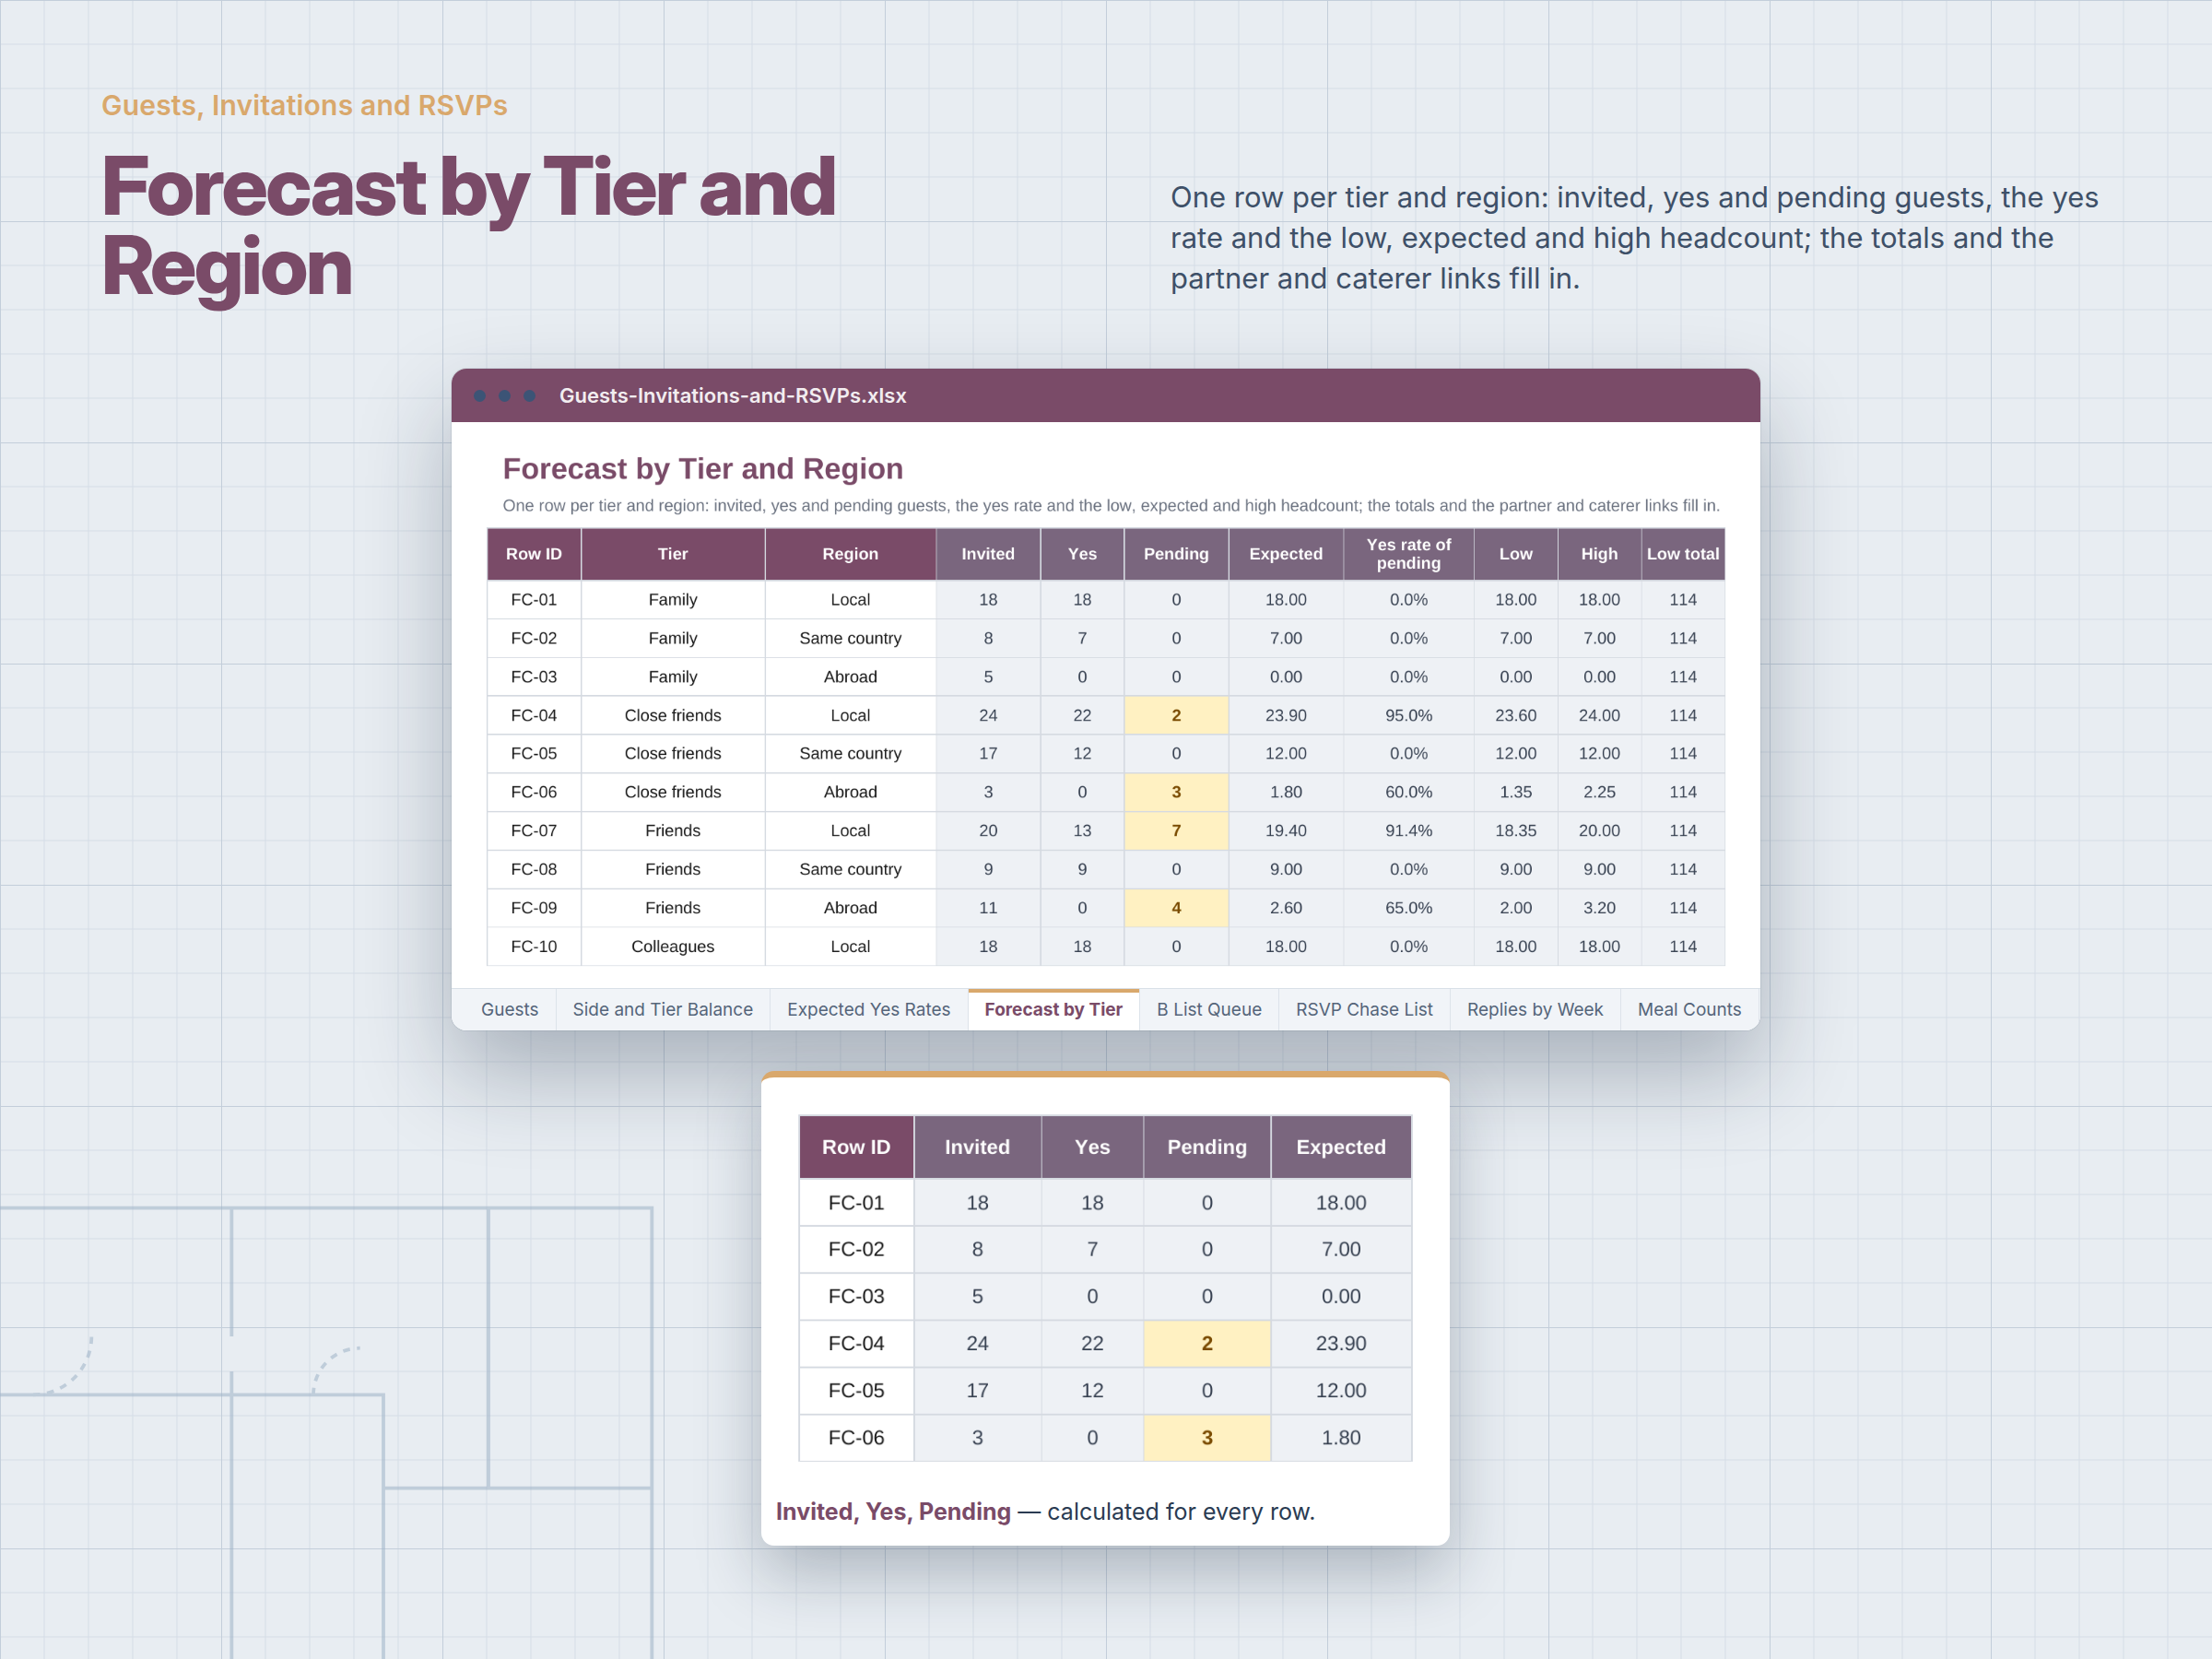 Guests, Invitations and RSVPs
Forecast by Tier and
Region
One row per tier and region: invited, yes and pending guests, the yes
rate and the low, expected and high headcount; the totals and the
partner and caterer links fill in.
Guests-Invitations-and-RSVPs.xlsx
Forecast by Tier and Region
One row per tier and region: invited, yes and pending guests, the yes rate and the low, expected and high headcount; the totals and the partner and caterer links fill in.
Row ID Tier Region Invited Yes Pending Expected Yes rate of pending Low High Low total
FC-01 Family Local 18 18 0 18.00 0.0% 18.00 18.00 114
FC-02 Family Same country 8 7 0 7.00 0.0% 7.00 7.00 114
FC-03 Family Abroad 5 0 0 0.00 0.0% 0.00 0.00 114
FC-04 Close friends Local 24 22 2 23.90 95.0% 23.60 24.00 114
FC-05 Close friends Same country 17 12 0 12.00 0.0% 12.00 12.00 114
FC-06 Close friends Abroad 3 0 3 1.80 60.0% 1.35 2.25 114
FC-07 Friends Local 20 13 7 19.40 91.4% 18.35 20.00 114
FC-08 Friends Same country 9 9 0 9.00 0.0% 9.00 9.00 114
FC-09 Friends Abroad 11 0 4 2.60 65.0% 2.00 3.20 114
FC-10 Colleagues Local 18 18 0 18.00 0.0% 18.00 18.00 114
Guests Side and Tier Balance Expected Yes Rates Forecast by Tier B List Queue RSVP Chase List Replies by Week Meal Counts
Row ID Invited Yes Pending Expected
FC-01 18 18 0 18.00
FC-02 8 7 0 7.00
FC-03 5 0 0 0.00
FC-04 24 22 2 23.90
FC-05 17 12 0 12.00
FC-06 3 0 3 1.80
Invited, Yes, Pending — calculated for every row.